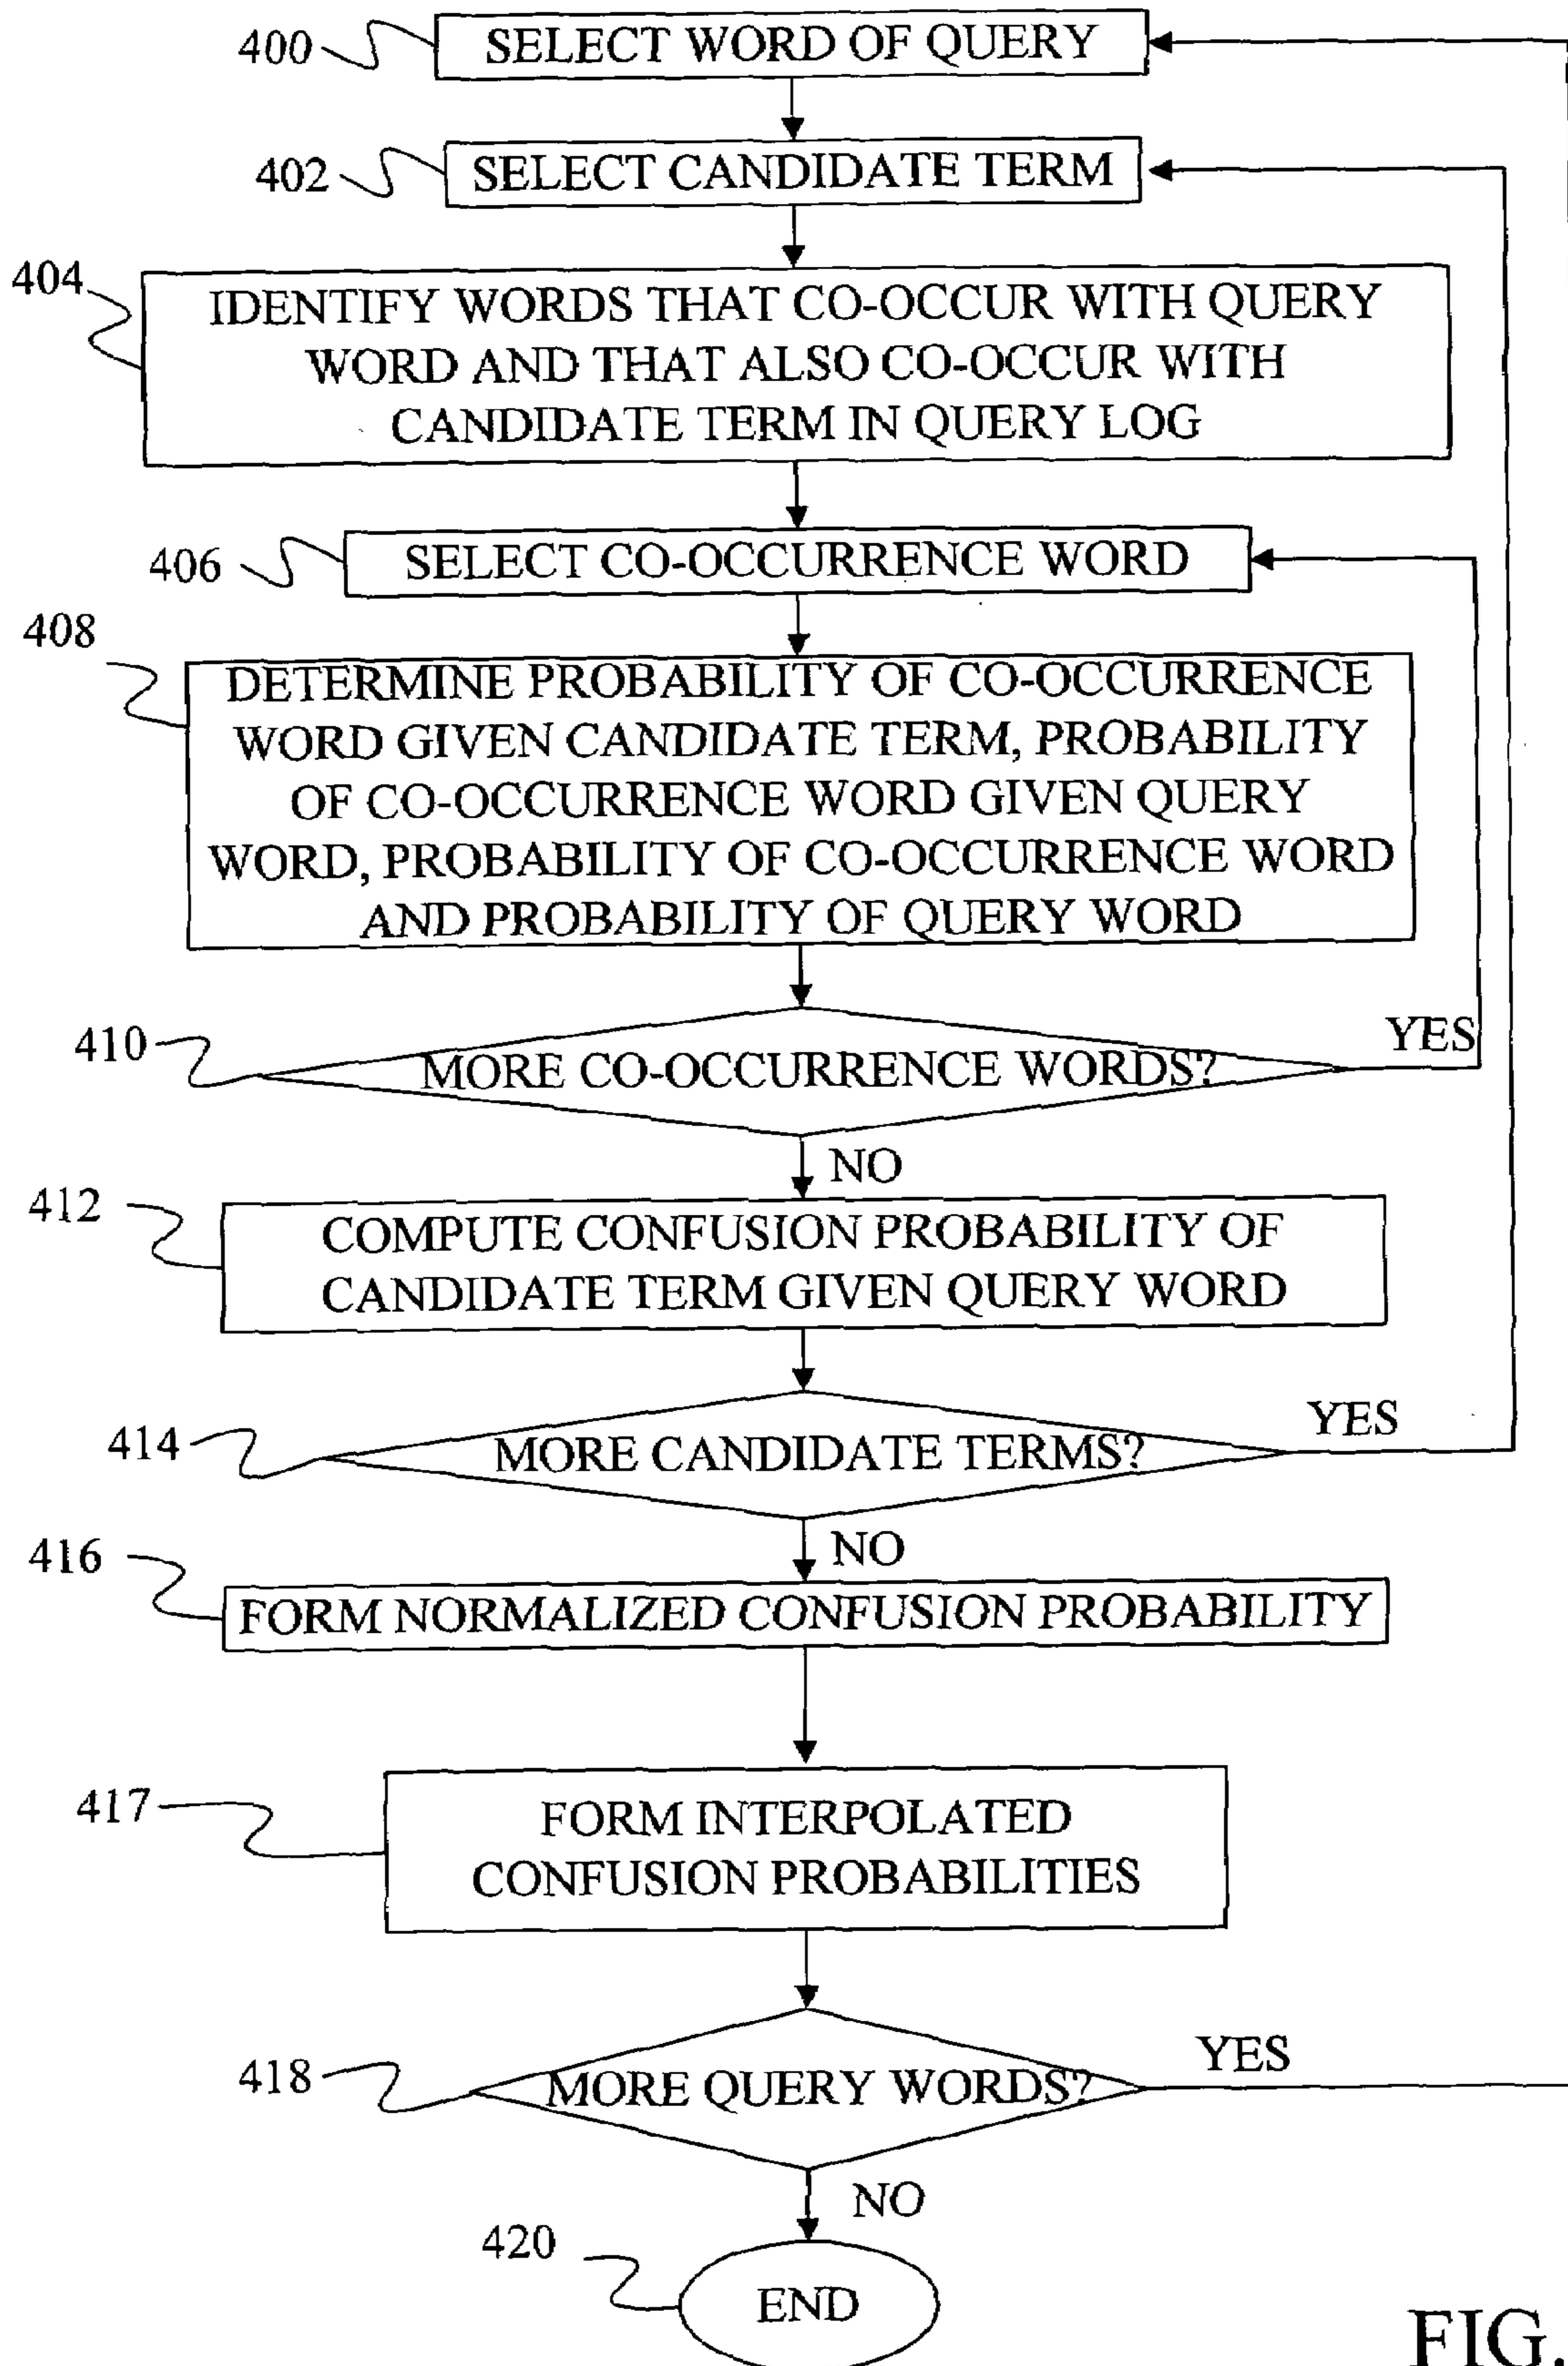 400
SELECT WORD OF QUERY
402
SELECT CANDIDATE TERM
404
IDENTIFY WORDS THAT CO-OCCUR WITH QUERY
WORD AND THAT ALSO CO-OCCUR WITH
CANDIDATE TERM IN QUERY LOG
406
SELECT CO-OCCURRENCE WORD
408
DETERMINE PROBABILITY OF CO-OCCURRENCE
WORD GIVEN CANDIDATE TERM, PROBABILITY
OF CO-OCCURRENCE WORD GIVEN QUERY
WORD, PROBABILITY OF CO-OCCURRENCE WORD
AND PROBABILITY OF QUERY WORD
410
MORE CO-OCCURRENCE WORDS?
YES
NO
412
COMPUTE CONFUSION PROBABILITY OF
CANDIDATE TERM GIVEN QUERY WORD
414
MORE CANDIDATE TERMS?
YES
NO
416
FORM NORMALIZED CONFUSION PROBABILITY
417
FORM INTERPOLATED
CONFUSION PROBABILITIES
418
MORE QUERY WORDS?
YES
NO
420
END
FIG.